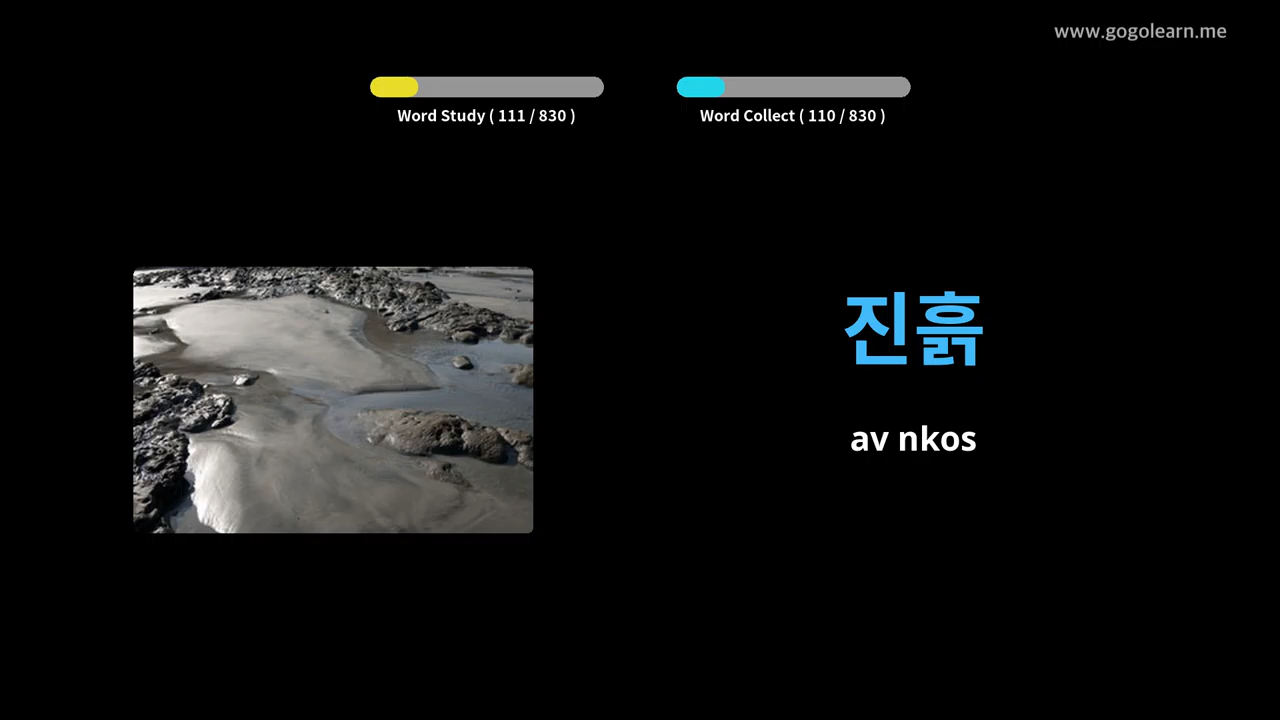 www.gogolearn.me
Word Study ( 111 / 830 )
Word Collect ( 110 / 830 )
진흙
av nkos